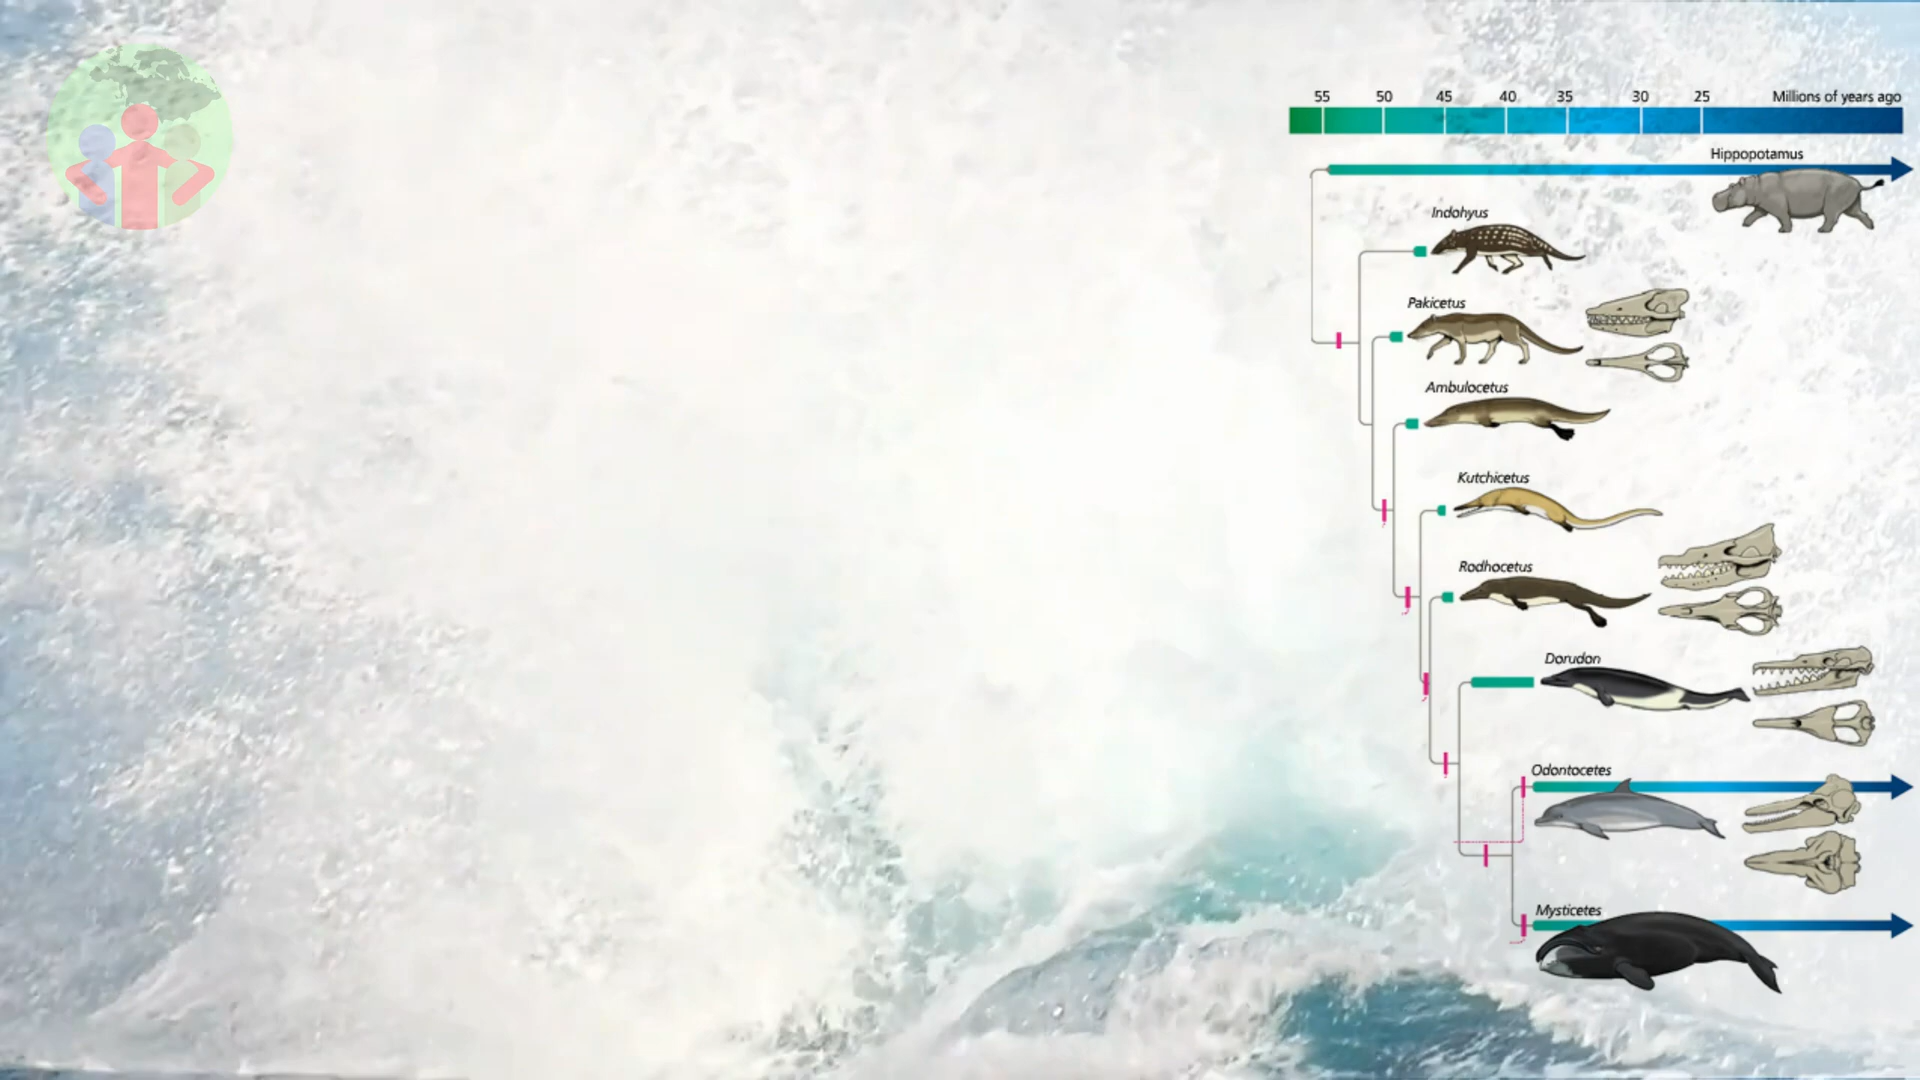 55 50 45 40 35 30 25 Millions of years ago
Hippopotamus
Indohyus
Pakicetus
Ambulocetus
Kutchicetus
Rodhocetus
Dorudon
Odontocetes
Mysticetes